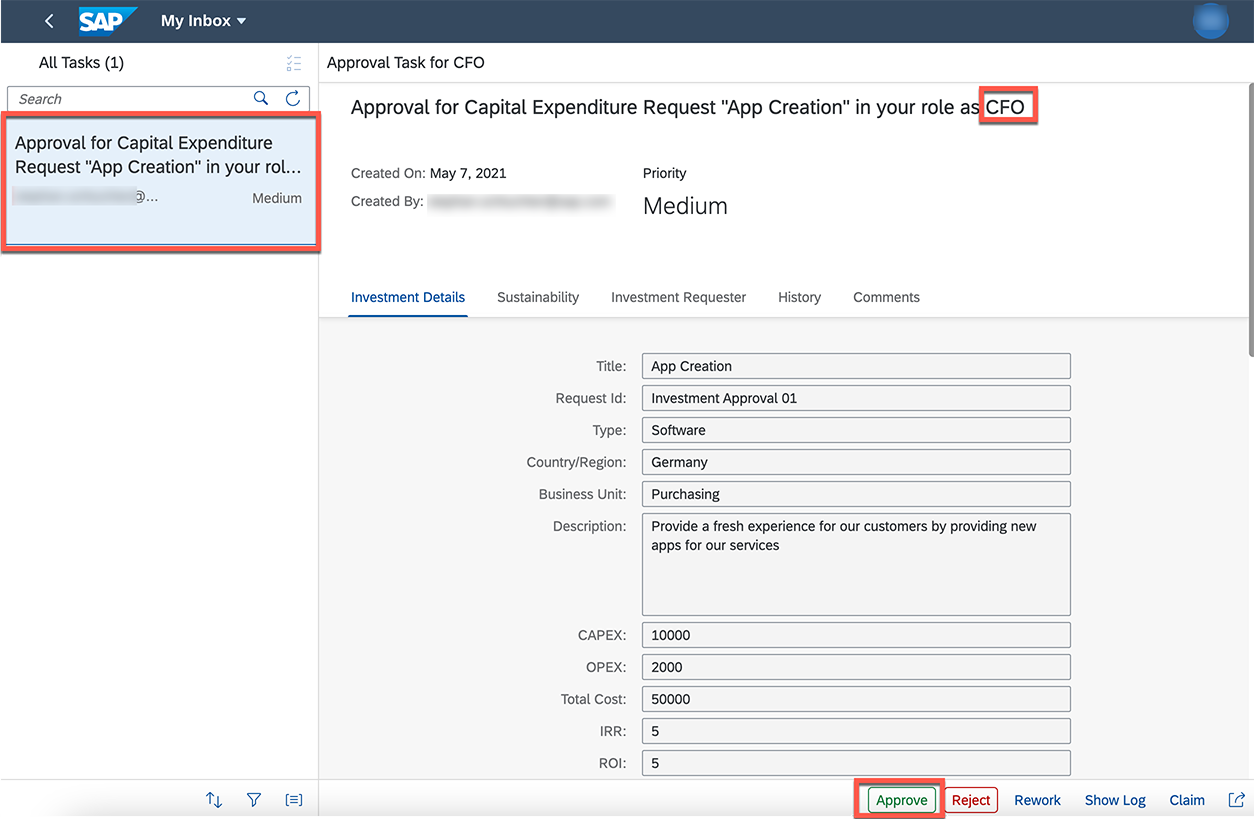 SAP My Inbox
All Tasks (1)
Approval Task for CFO
Search
Approval for Capital Expenditure
Request "App Creation" in your rol...
@...
Medium
Approval for Capital Expenditure Request "App Creation" in your role as CFO
Created On: May 7, 2021
Created By:
Priority
Medium
Investment Details Sustainability Investment Requester History Comments
Title: App Creation
Request Id: Investment Approval 01
Type: Software
Country/Region: Germany
Business Unit: Purchasing
Description: Provide a fresh experience for our customers by providing new
apps for our services
CAPEX: 10000
OPEX: 2000
Total Cost: 50000
IRR: 5
ROI: 5
Approve Reject Rework Show Log Claim